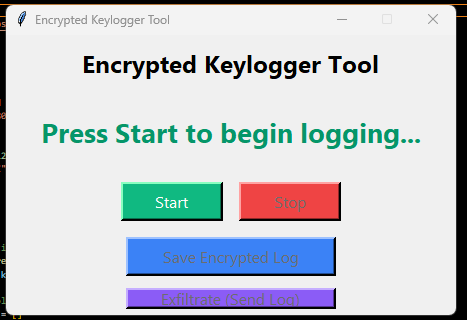 Encrypted Keylogger Tool
Encrypted Keylogger Tool
Press Start to begin logging...
Start Stop
Save Encrypted Log
Exfiltrate (Send Log)